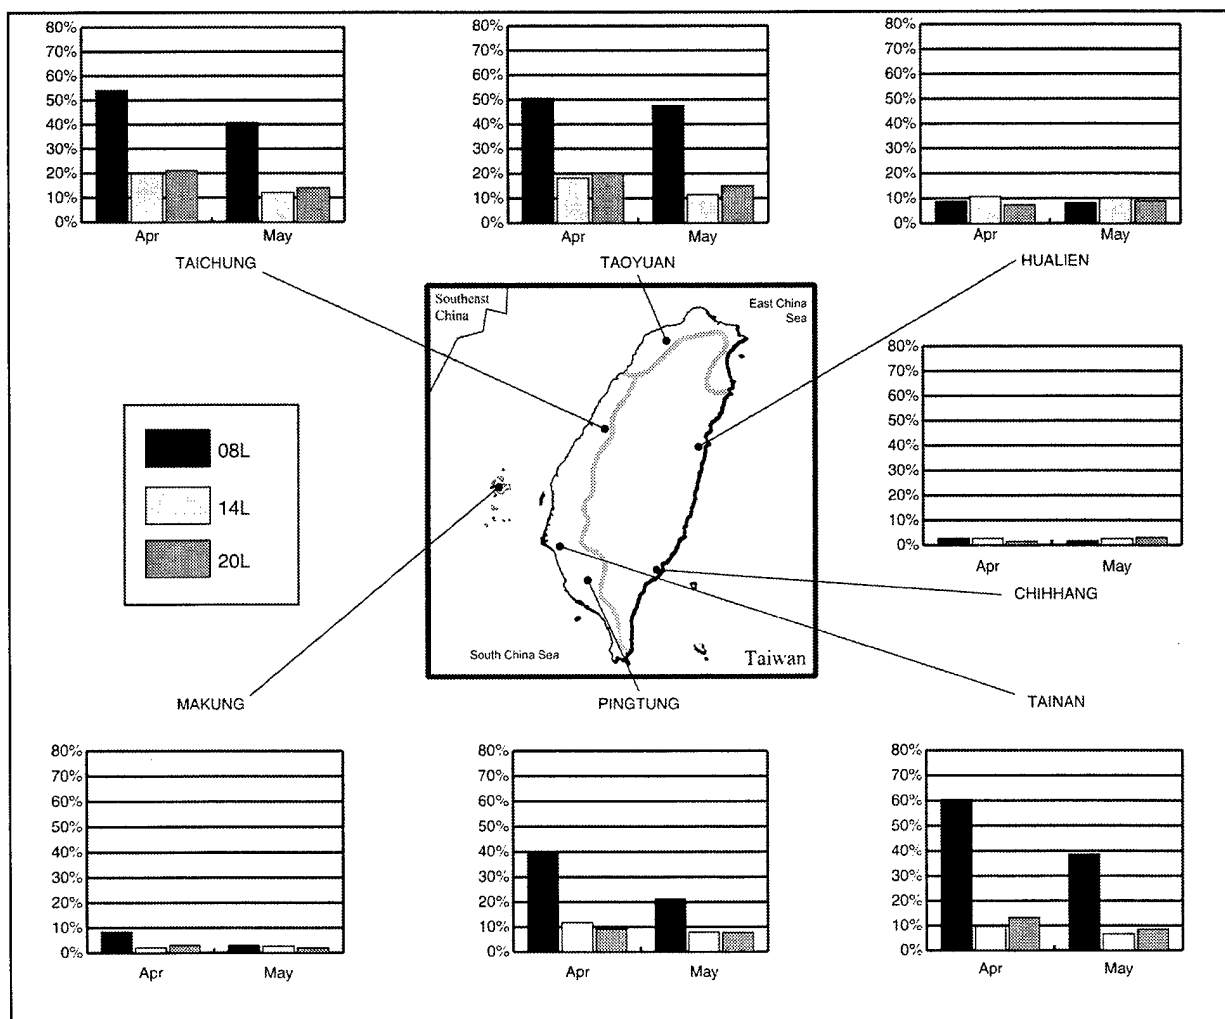 80%
70%
60%
50%
40%
30%
20%
10%
0%
Apr
May
TAICHUNG
80%
70%
60%
50%
40%
30%
20%
10%
0%
Apr
May
TAOYUAN
80%
70%
60%
50%
40%
30%
20%
10%
0%
Apr
May
HUALIEN
Southeast
China
East China
Sea
South China Sea
Taiwan
08L
14L
20L
80%
70%
60%
50%
40%
30%
20%
10%
0%
Apr
May
CHIHHANG
MAKUNG
80%
70%
60%
50%
40%
30%
20%
10%
0%
Apr
May
PINGTUNG
80%
70%
60%
50%
40%
30%
20%
10%
0%
Apr
May
TAINAN
80%
70%
60%
50%
40%
30%
20%
10%
0%
Apr
May